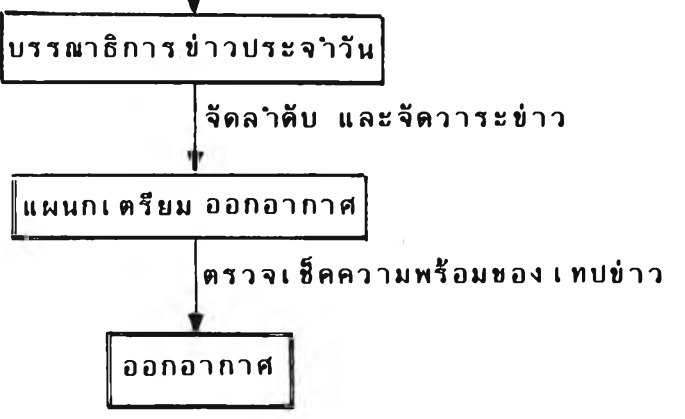 บรรณาธิการข่าวประจำวัน
จัดลำดับ และจัดวาระข่าว
แผนกเตรียมออกอากาศ
ตรวจเช็คความพร้อมของเทปข่าว
ออกอากาศ